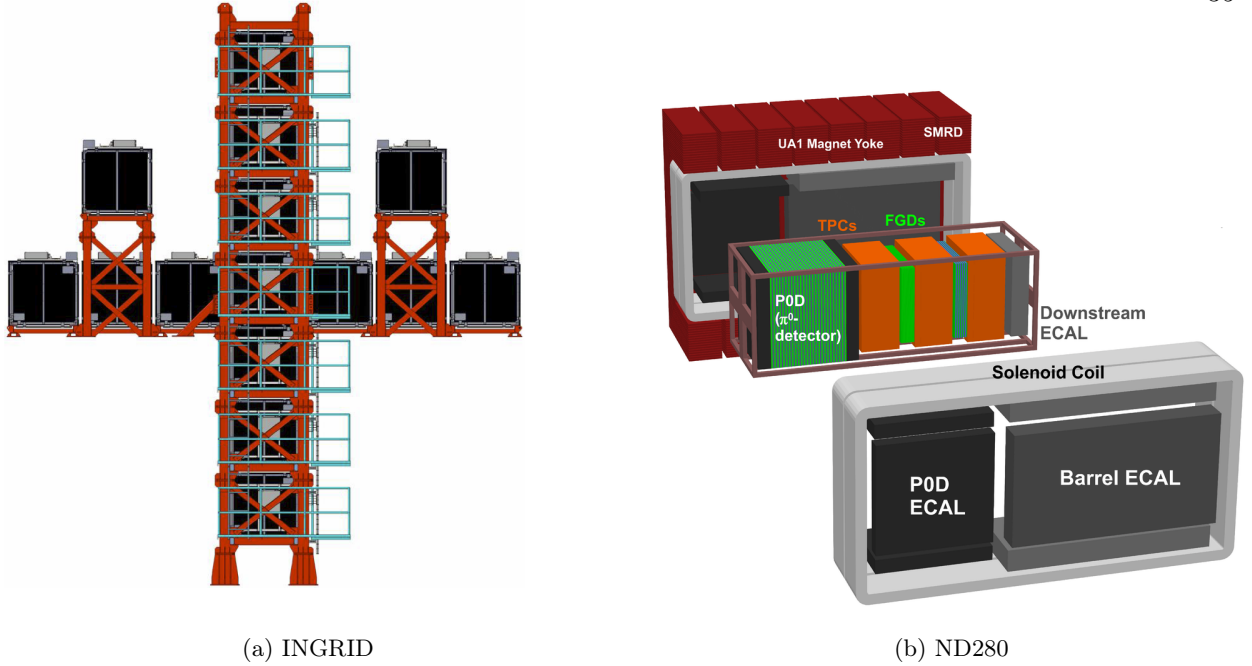 SMRD
UA1 Magnet Yoke
TPCs
FGDs
P0D
(π⁰-
detector)
Downstream
ECAL
Solenoid Coil
P0D
ECAL
Barrel ECAL
(a) INGRID
(b) ND280